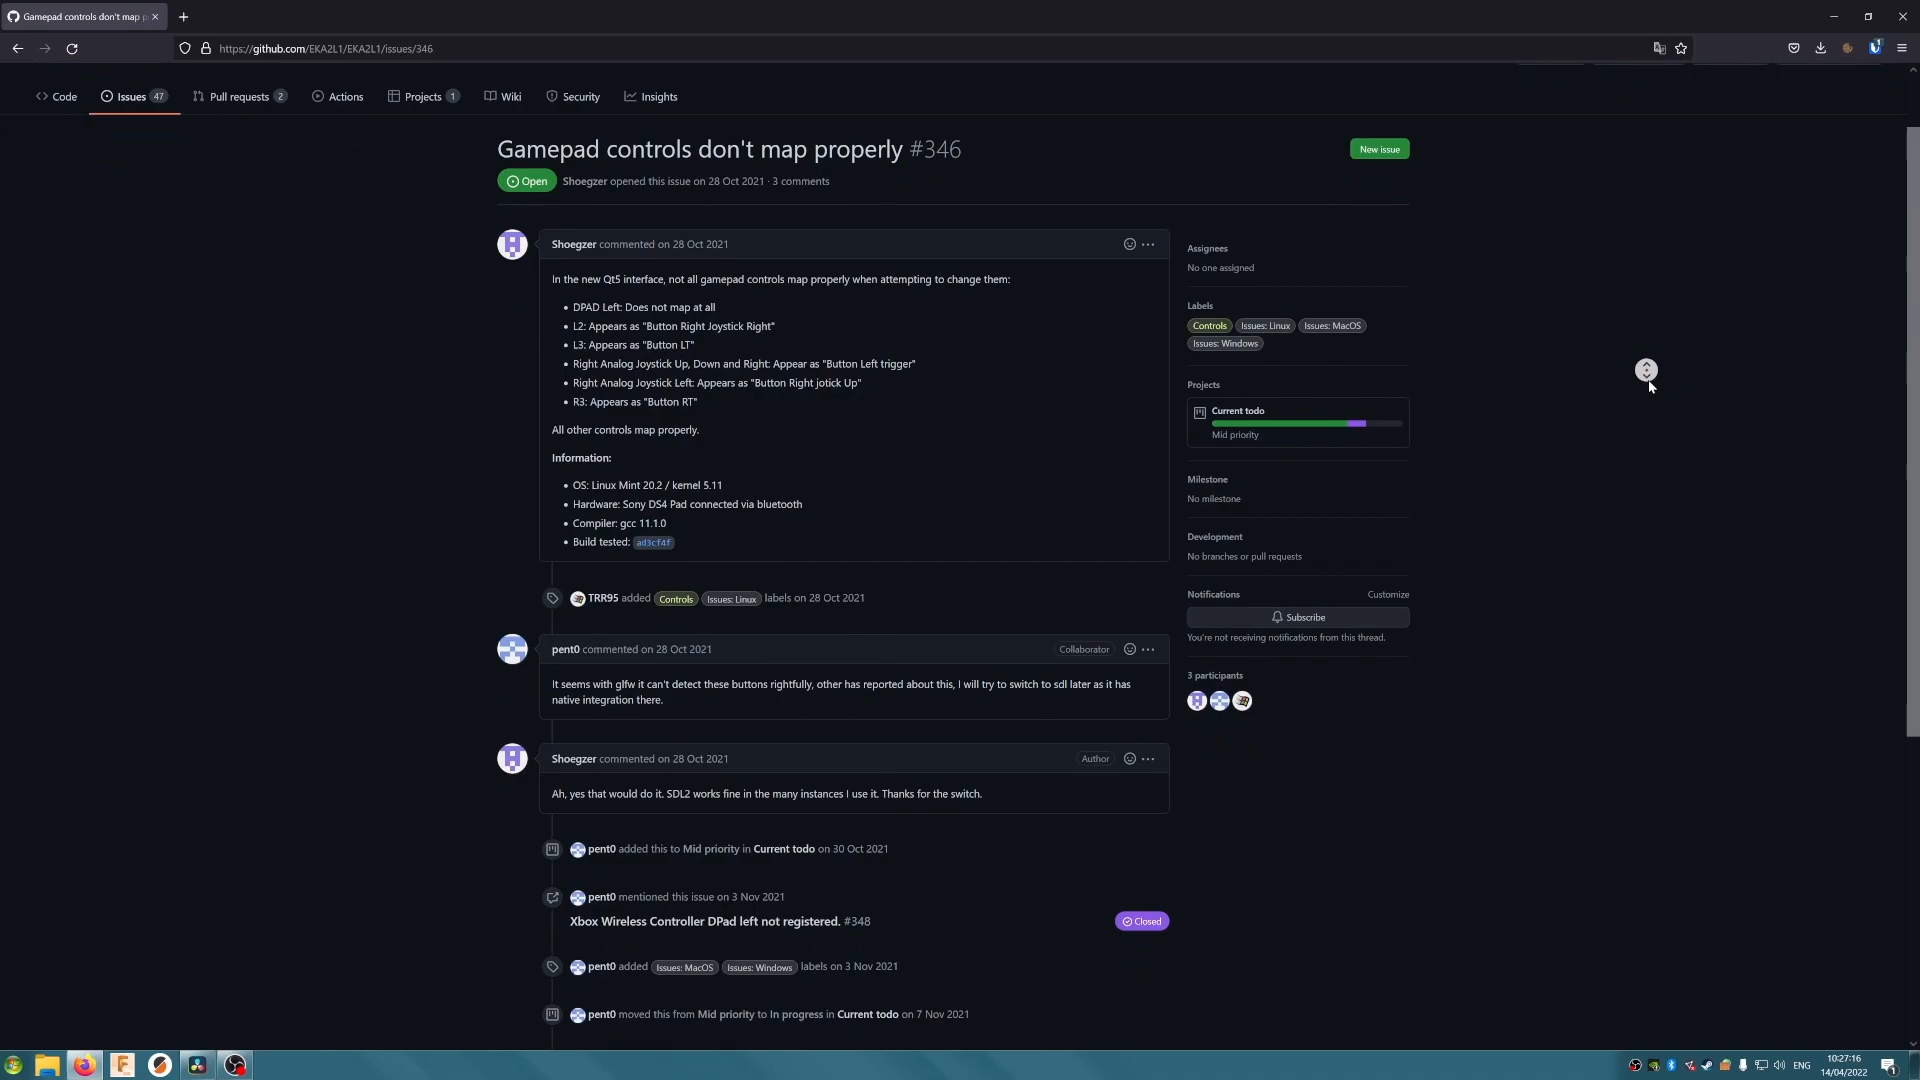 Gamepad controls don't map p
https://github.com/EKA2L1/EKA2L1/issues/346
Code
Issues 47
Pull requests 2
Actions
Projects 1
Wiki
Security
Insights
Gamepad controls don't map properly #346
New issue
Open
Shoegzer opened this issue on 28 Oct 2021 · 3 comments
Shoegzer commented on 28 Oct 2021
In the new Qt5 interface, not all gamepad controls map properly when attempting to change them:
• DPAD Left: Does not map at all
• L2: Appears as "Button Right Joystick Right"
• L3: Appears as "Button LT"
• Right Analog Joystick Up, Down and Right: Appear as "Button Left trigger"
• Right Analog Joystick Left: Appears as "Button Right jotick Up"
• R3: Appears as "Button RT"
All other controls map properly.
Information:
• OS: Linux Mint 20.2 / kernel 5.11
• Hardware: Sony DS4 Pad connected via bluetooth
• Compiler: gcc 11.1.0
• Build tested: ad3cf4f
TRR95 added Controls Issues: Linux labels on 28 Oct 2021
pent0 commented on 28 Oct 2021
Collaborator
It seems with glfw it can't detect these buttons rightfully, other has reported about this, I will try to switch to sdl later as it has
native integration there.
Shoegzer commented on 28 Oct 2021
Author
Ah, yes that would do it. SDL2 works fine in the many instances I use it. Thanks for the switch.
pent0 added this to Mid priority in Current todo on 30 Oct 2021
pent0 mentioned this issue on 3 Nov 2021
Xbox Wireless Controller DPad left not registered. #348
Closed
pent0 added Issues: MacOS Issues: Windows labels on 3 Nov 2021
pent0 moved this from Mid priority to In progress in Current todo on 7 Nov 2021
Assignees
No one assigned
Labels
Controls Issues: Linux Issues: MacOS
Issues: Windows
Projects
Current todo
Mid priority
Milestone
No milestone
Development
No branches or pull requests
Notifications
Customize
Subscribe
You're not receiving notifications from this thread.
3 participants
ENG
10:27:16
14/04/2022
1